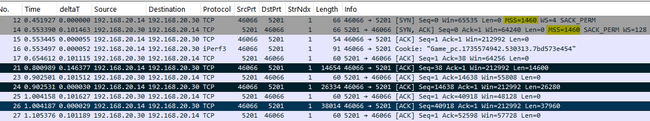 No. Time deltaT Source Destination Protocol SrcPrt DstPrt StrNdx Length Info
12 0.451927 0.000000 192.168.20.14 192.168.20.30 TCP 46066 5201 1 66 46066 → 5201 [SYN] Seq=0 Win=65535 Len=0 MSS=1460 WS=4 SACK_PERM
14 0.553390 0.101463 192.168.20.30 192.168.20.14 TCP 5201 46066 1 66 5201 → 46066 [SYN, ACK] Seq=0 Ack=1 Win=64240 Len=0 MSS=1460 SACK_PERM WS=128
15 0.553445 0.000055 192.168.20.14 192.168.20.30 TCP 46066 5201 1 54 46066 → 5201 [ACK] Seq=1 Ack=1 Win=212992 Len=0
16 0.553497 0.000052 192.168.20.14 192.168.20.30 iPerf3 46066 5201 1 91 46066 → 5201 Cookie: "Game_pc.1735574942.530313.7bd573e454"
17 0.654612 0.101115 192.168.20.30 192.168.20.14 TCP 5201 46066 1 60 5201 → 46066 [ACK] Seq=1 Ack=38 Win=64256 Len=0
21 0.800989 0.146377 192.168.20.14 192.168.20.30 TCP 46066 5201 1 14654 46066 → 5201 [ACK] Seq=38 Ack=1 Win=212992 Len=14600
23 0.902501 0.101512 192.168.20.30 192.168.20.14 TCP 5201 46066 1 60 5201 → 46066 [ACK] Seq=1 Ack=14638 Win=55808 Len=0
24 0.902531 0.000030 192.168.20.14 192.168.20.30 TCP 46066 5201 1 26334 46066 → 5201 [ACK] Seq=14638 Ack=1 Win=212992 Len=26280
25 1.004158 0.101627 192.168.20.30 192.168.20.14 TCP 5201 46066 1 60 5201 → 46066 [ACK] Seq=1 Ack=40918 Win=48128 Len=0
26 1.004187 0.000029 192.168.20.14 192.168.20.30 TCP 46066 5201 1 38014 46066 → 5201 [ACK] Seq=40918 Ack=1 Win=212992 Len=37960
27 1.105376 0.101189 192.168.20.30 192.168.20.14 TCP 5201 46066 1 60 5201 → 46066 [ACK] Seq=1 Ack=52598 Win=57728 Len=0